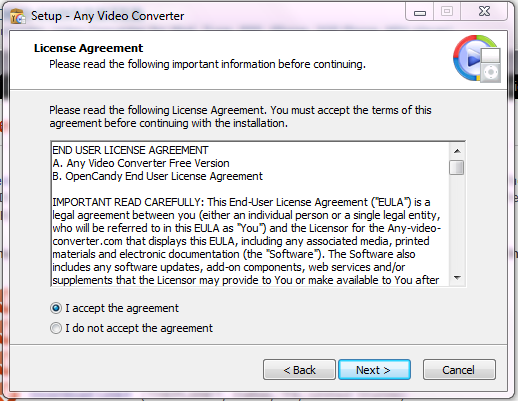 Setup - Any Video Converter
License Agreement
Please read the following important information before continuing.
Please read the following License Agreement. You must accept the terms of this
agreement before continuing with the installation.
END USER LICENSE AGREEMENT
A. Any Video Converter Free Version
B. OpenCandy End User License Agreement
IMPORTANT READ CAREFULLY: This End-User License Agreement ("EULA") is a
legal agreement between you (either an individual person or a single legal entity,
who will be referred to in this EULA as "You") and the Licensor for the Any-video-
converter.com that displays this EULA, including any associated media, printed
materials and electronic documentation (the "Software"). The Software also
includes any software updates, add-on components, web services and/or
supplements that the Licensor may provide to You or make available to You after
I accept the agreement
I do not accept the agreement
< Back
Next >
Cancel